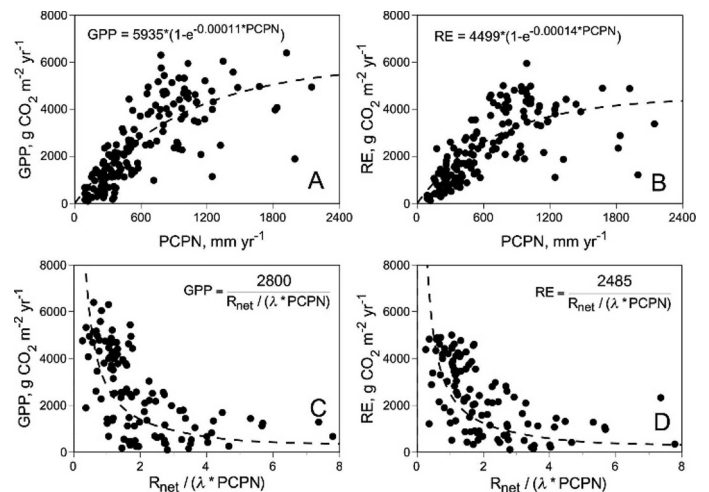 GPP = 5935*(1-e-0.00011*PCPN)
RE = 4499*(1-e-0.00014*PCPN)
8000
6000
4000
2000
0
GPP, g CO2 m-2 yr-1
A
0 600 1200 1800 2400
PCPN, mm yr-1
8000
6000
4000
2000
0
RE, g CO2 m-2 yr-1
B
0 600 1200 1800 2400
PCPN, mm yr-1
8000
6000
4000
2000
0
GPP, g CO2 m-2 yr-1
GPP = 2800
Rnet / (λ * PCPN)
C
0 2 4 6 8
Rnet / (λ * PCPN)
8000
6000
4000
2000
0
RE, g CO2 m-2 yr-1
RE = 2485
Rnet / (λ * PCPN)
D
0 2 4 6 8
Rnet / (λ * PCPN)